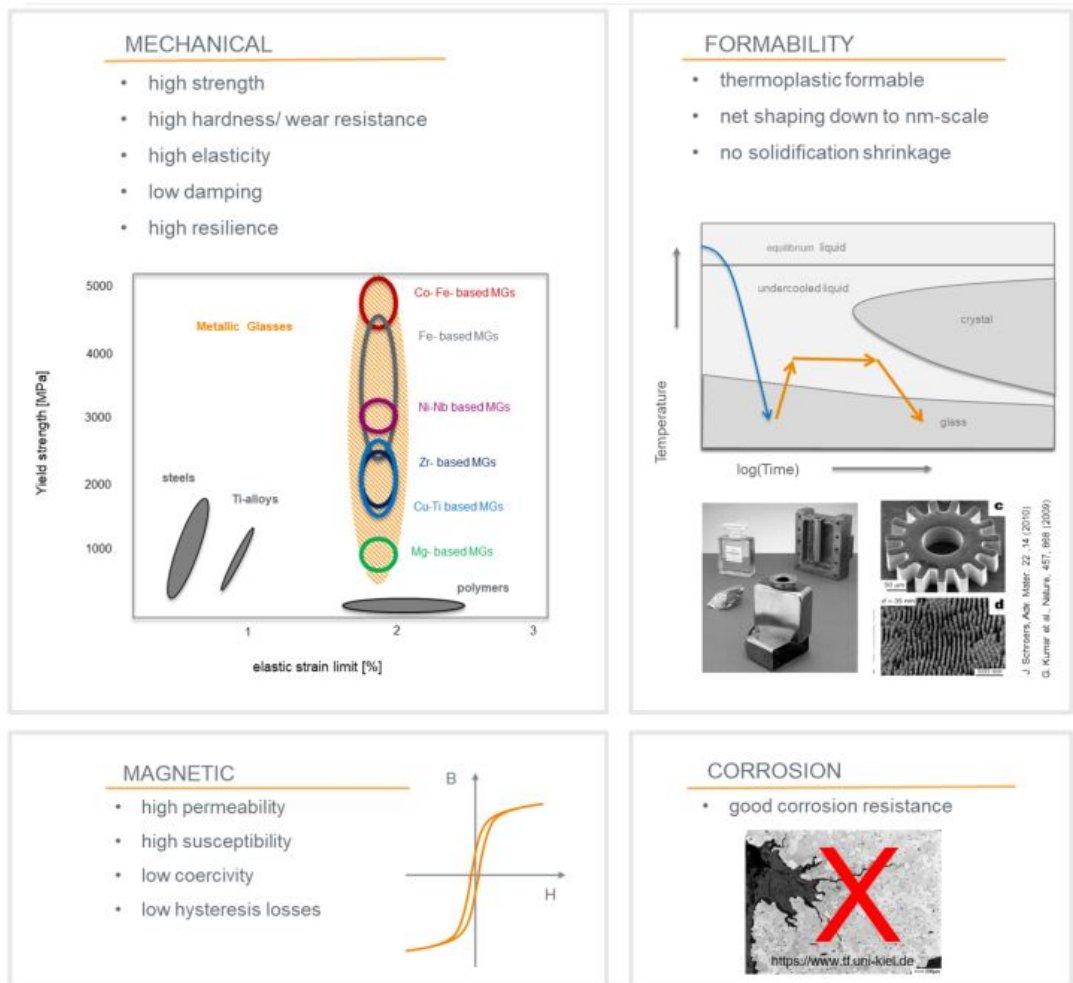 MECHANICAL
• high strength
• high hardness/ wear resistance
• high elasticity
• low damping
• high resilience
5000
4000
3000
2000
1000
Yield strength [MPa]
Metallic Glasses
Co- Fe- based MGs
Fe- based MGs
Ni-Nb based MGs
Zr- based MGs
Cu-Ti based MGs
Mg- based MGs
steels
Ti-alloys
polymers
1
2
3
elastic strain limit [%]
FORMABILITY
• thermoplastic formable
• net shaping down to nm-scale
• no solidification shrinkage
equilibrium liquid
undercooled liquid
crystal
glass
Temperature
log(Time)
c
50 µm
d
J. Schroers, Adv. Mater. 22 ,14 (2010)
G. Kumar et al., Nature, 457, 868 (2009)
MAGNETIC
• high permeability
• high susceptibility
• low coercivity
• low hysteresis losses
B
H
CORROSION
• good corrosion resistance
X
https://www.tf.uni-kiel.de